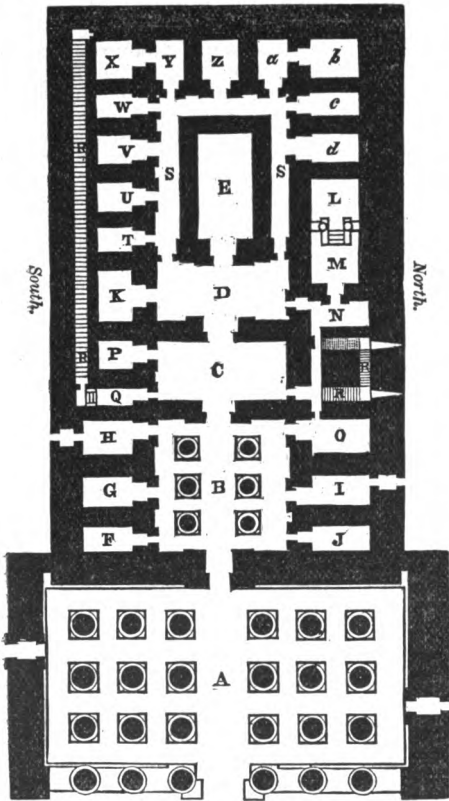 X Y Z a b
W c
V d
R
S E S
U L
T M
South.
North.
K D N
P C R
R
Q R
H O
B
G I
F J
A